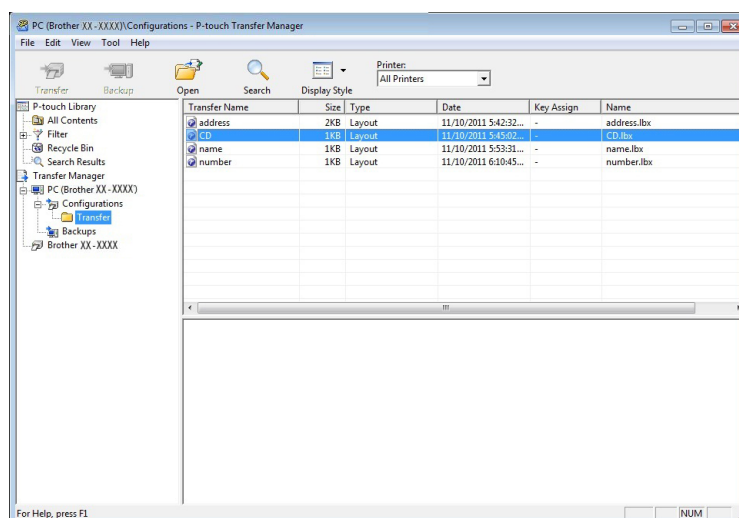 PC (Brother XX-XXXX)\Configurations - P-touch Transfer Manager
File Edit View Tool Help
Transfer Backup Open Search Display Style
Printer:
All Printers
P-touch Library
All Contents
Filter
Recycle Bin
Search Results
Transfer Manager
PC (Brother XX-XXXX)
Configurations
Transfer
Backups
Brother XX-XXXX
Transfer Name Size Type Date Key Assign Name
address 2KB Layout 11/10/2011 5:42:32... - address.lbx
CD 1KB Layout 11/10/2011 5:45:02... - CD.lbx
name 1KB Layout 11/10/2011 5:53:31... - name.lbx
number 1KB Layout 11/10/2011 6:10:45... - number.lbx
For Help, press F1
NUM